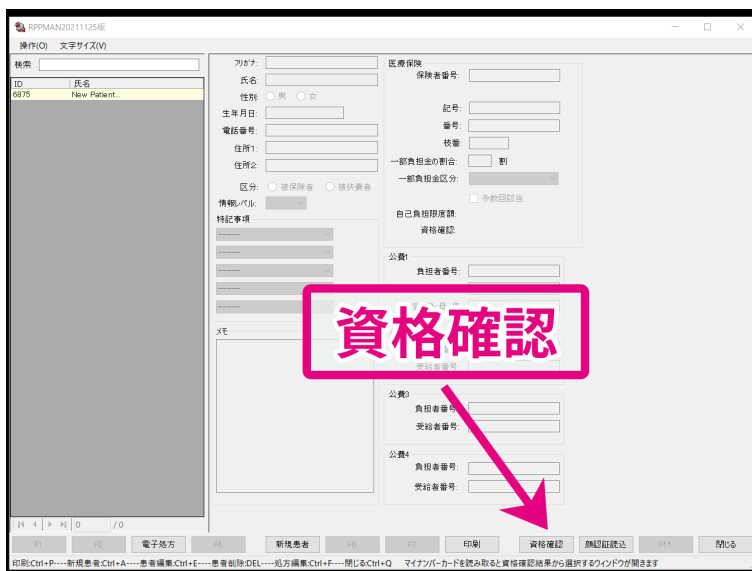 RPPMAN20211125版
操作(O) 文字サイズ(V)
検索
ID 氏名
6875 New Patient...
0 / 0
フリガナ:
氏名:
性別: 男 女
生年月日:
電話番号:
住所1:
住所2:
区分: 被保険者 被扶養者
情報レベル:
特記事項
------
------
------
------
------
メモ
医療保険
保険者番号:
記号:
番号:
枝番:
一部負担金の割合: 割
一部負担金区分:
多数回該当
自己負担限度額:
資格確認:
公費1
負担者番号:
資格確認
受給者番号:
公費3
負担者番号:
受給者番号:
公費4
負担者番号:
受給者番号:
F1 F2 電子処方 F4 新規患者 F6 F7 印刷 資格確認 顔認証読込 F11 閉じる
印刷:Ctrl+P----新規患者:Ctrl+A----患者編集:Ctrl+E----患者削除:DEL----処方編集:Ctrl+F----閉じる:Ctrl+Q マイナンバーカードを読み取ると資格確認結果から選択するウィンドウが開きます